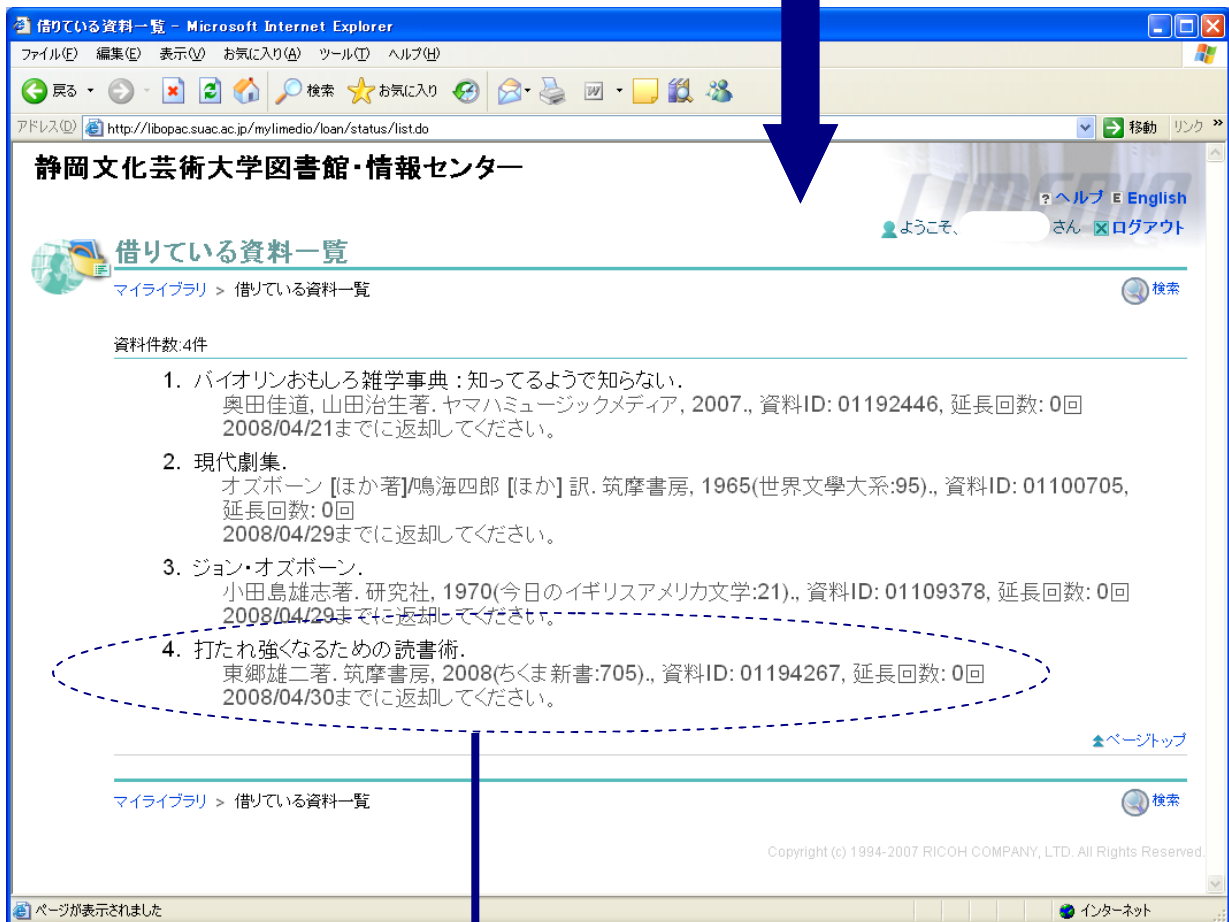 借りている資料一覧 - Microsoft Internet Explorer
ファイル(F) 編集(E) 表示(V) お気に入り(A) ツール(T) ヘルプ(H)
戻る 検索 お気に入り
アドレス(D) http://libopac.suac.ac.jp/mylimedio/loan/status/list.do 移動 リンク »
静岡文化芸術大学図書館・情報センター
LIMEDIO
? ヘルプ E English
ようこそ、 さん ログアウト
借りている資料一覧
マイライブラリ > 借りている資料一覧 検索
資料件数:4件
1. バイオリンおもしろ雑学事典 : 知ってるようで知らない.
奥田佳道, 山田治生著. ヤマハミュージックメディア, 2007., 資料ID: 01192446, 延長回数: 0回
2008/04/21までに返却してください。
2. 現代劇集.
オズボーン [ほか著]/鳴海四郎 [ほか] 訳. 筑摩書房, 1965(世界文學大系:95)., 資料ID: 01100705,
延長回数: 0回
2008/04/29までに返却してください。
3. ジョン・オズボーン.
小田島雄志著. 研究社, 1970(今日のイギリスアメリカ文学:21)., 資料ID: 01109378, 延長回数: 0回
2008/04/29までに返却してください。
4. 打たれ強くなるための読書術.
東郷雄二著. 筑摩書房, 2008(ちくま新書:705)., 資料ID: 01194267, 延長回数: 0回
2008/04/30までに返却してください。
ページトップ
マイライブラリ > 借りている資料一覧 検索
Copyright (c) 1994-2007 RICOH COMPANY, LTD. All Rights Reserved.
ページが表示されました インターネット